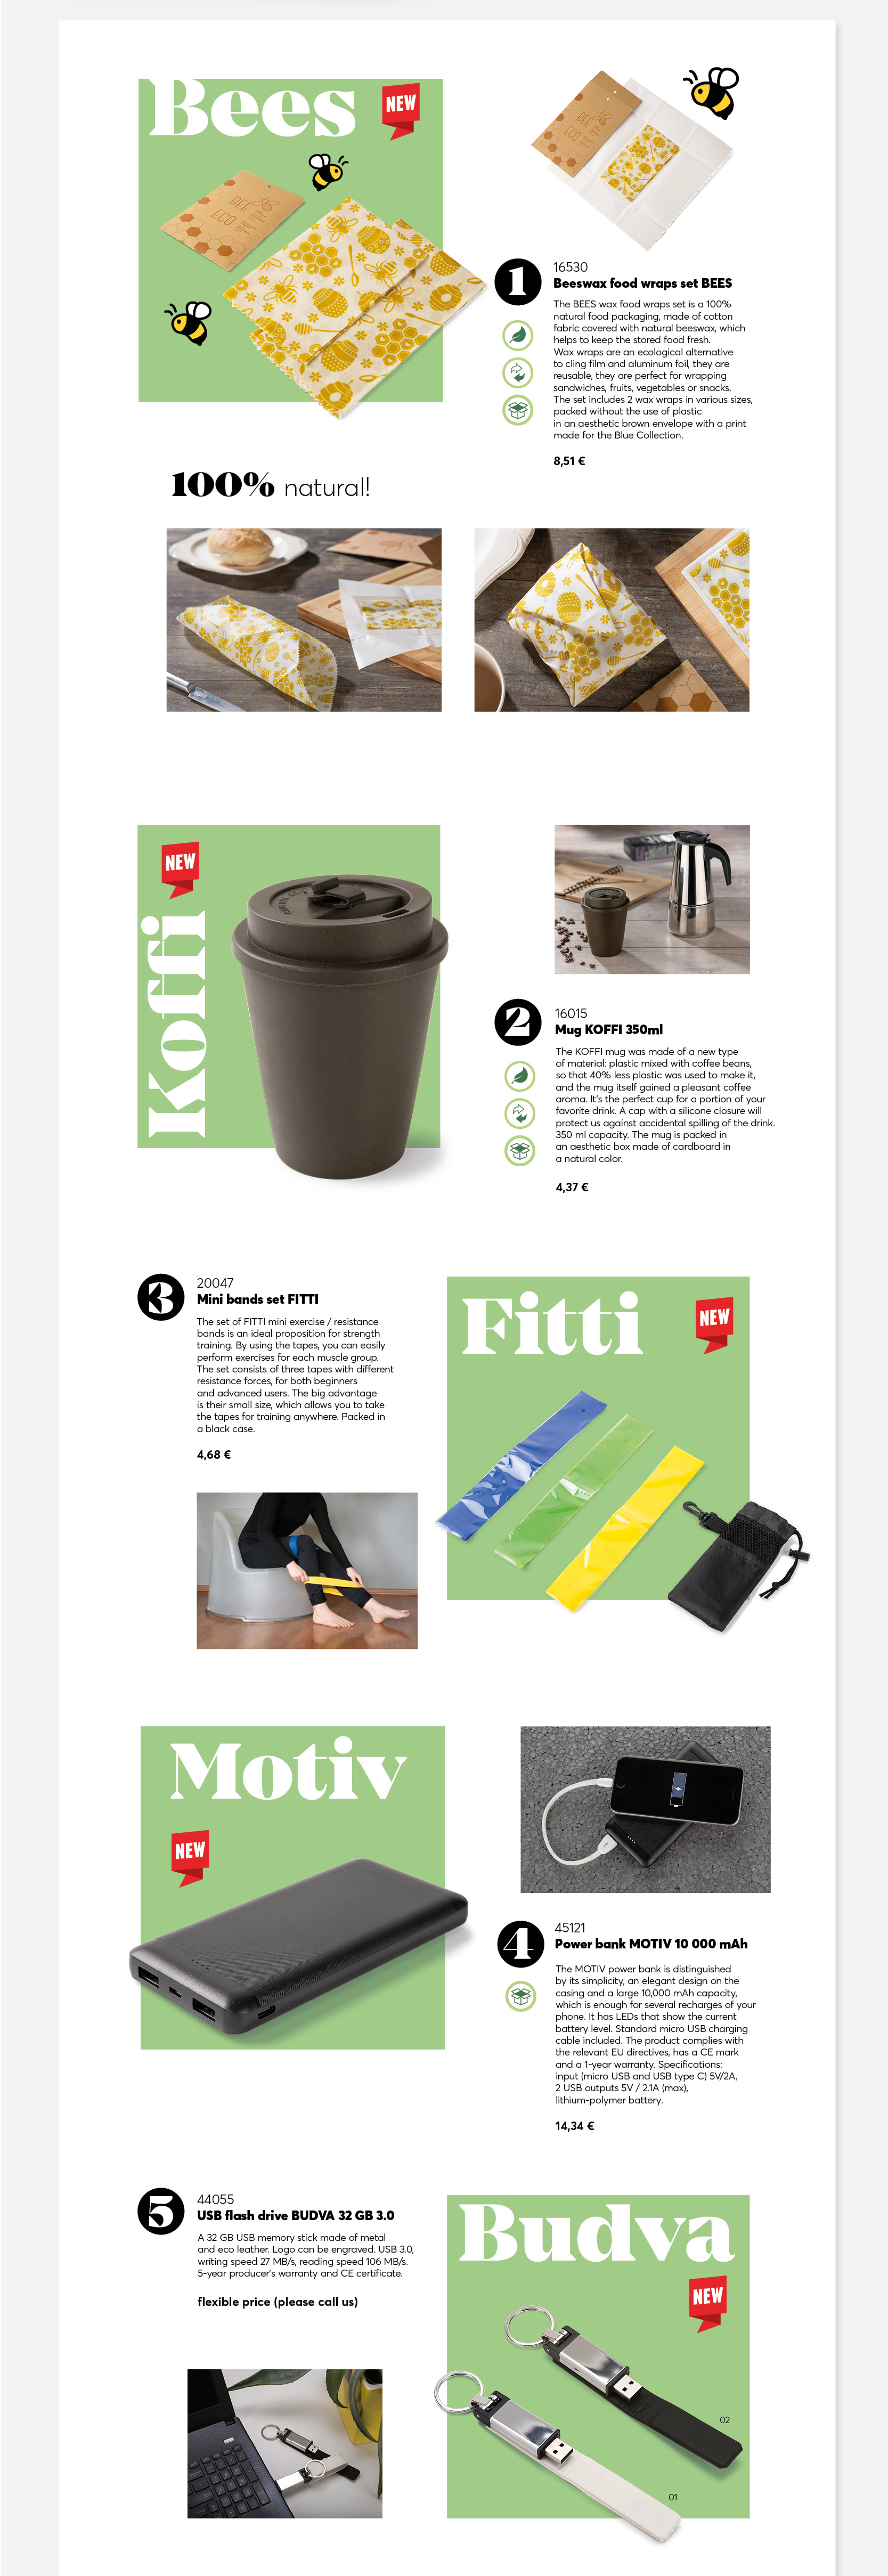 Bees
NEW
BEE
ECO
BEE
ECO
1
16530
Beeswax food wraps set BEES
The BEES wax food wraps set is a 100%
natural food packaging, made of cotton
fabric covered with natural beeswax, which
helps to keep the stored food fresh.
Wax wraps are an ecological alternative
to cling film and aluminum foil, they are
reusable, they are perfect for wrapping
sandwiches, fruits, vegetables or snacks.
The set includes 2 wax wraps in various sizes,
packed without the use of plastic
in an aesthetic brown envelope with a print
made for the Blue Collection.
8,51 €
100% natural!
NEW
Koffi
2
16015
Mug KOFFI 350ml
The KOFFI mug was made of a new type
of material: plastic mixed with coffee beans,
so that 40% less plastic was used to make it,
and the mug itself gained a pleasant coffee
aroma. It's the perfect cup for a portion of your
favorite drink. A cap with a silicone closure will
protect us against accidental spilling of the drink.
350 ml capacity. The mug is packed in
an aesthetic box made of cardboard in
a natural color.
4,37 €
3
20047
Mini bands set FITTI
The set of FITTI mini exercise / resistance
bands is an ideal proposition for strength
training. By using the tapes, you can easily
perform exercises for each muscle group.
The set consists of three tapes with different
resistance forces, for both beginners
and advanced users. The big advantage
is their small size, which allows you to take
the tapes for training anywhere. Packed in
a black case.
4,68 €
Fitti
NEW
Motiv
NEW
4
45121
Power bank MOTIV 10 000 mAh
The MOTIV power bank is distinguished
by its simplicity, an elegant design on the
casing and a large 10,000 mAh capacity,
which is enough for several recharges of your
phone. It has LEDs that show the current
battery level. Standard micro USB charging
cable included. The product complies with
the relevant EU directives, has a CE mark
and a 1-year warranty. Specifications:
input (micro USB and USB type C) 5V/2A,
2 USB outputs 5V / 2.1A (max),
lithium-polymer battery.
14,34 €
5
44055
USB flash drive BUDVA 32 GB 3.0
A 32 GB USB memory stick made of metal
and eco leather. Logo can be engraved. USB 3.0,
writing speed 27 MB/s, reading speed 106 MB/s.
5-year producer's warranty and CE certificate.
flexible price (please call us)
Budva
NEW
02
01